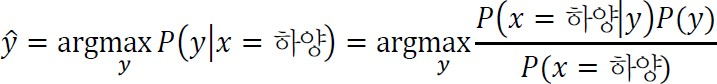 ŷ = argmax_y P(y|x = 하양) = argmax_y P(x = 하양|y)P(y) / P(x = 하양)